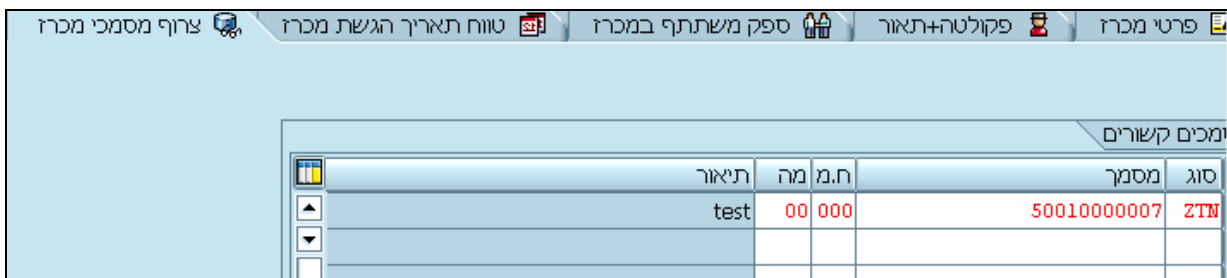 פרטי מכרז פקולטה+תאור ספק משתתף במכרז טווח תאריך הגשת מכרז צרוף מסמכי מכרז
ימכים קשורים
סוג מסמך ח.מ מה תיאור
ZTN 50010000007 000 00 test